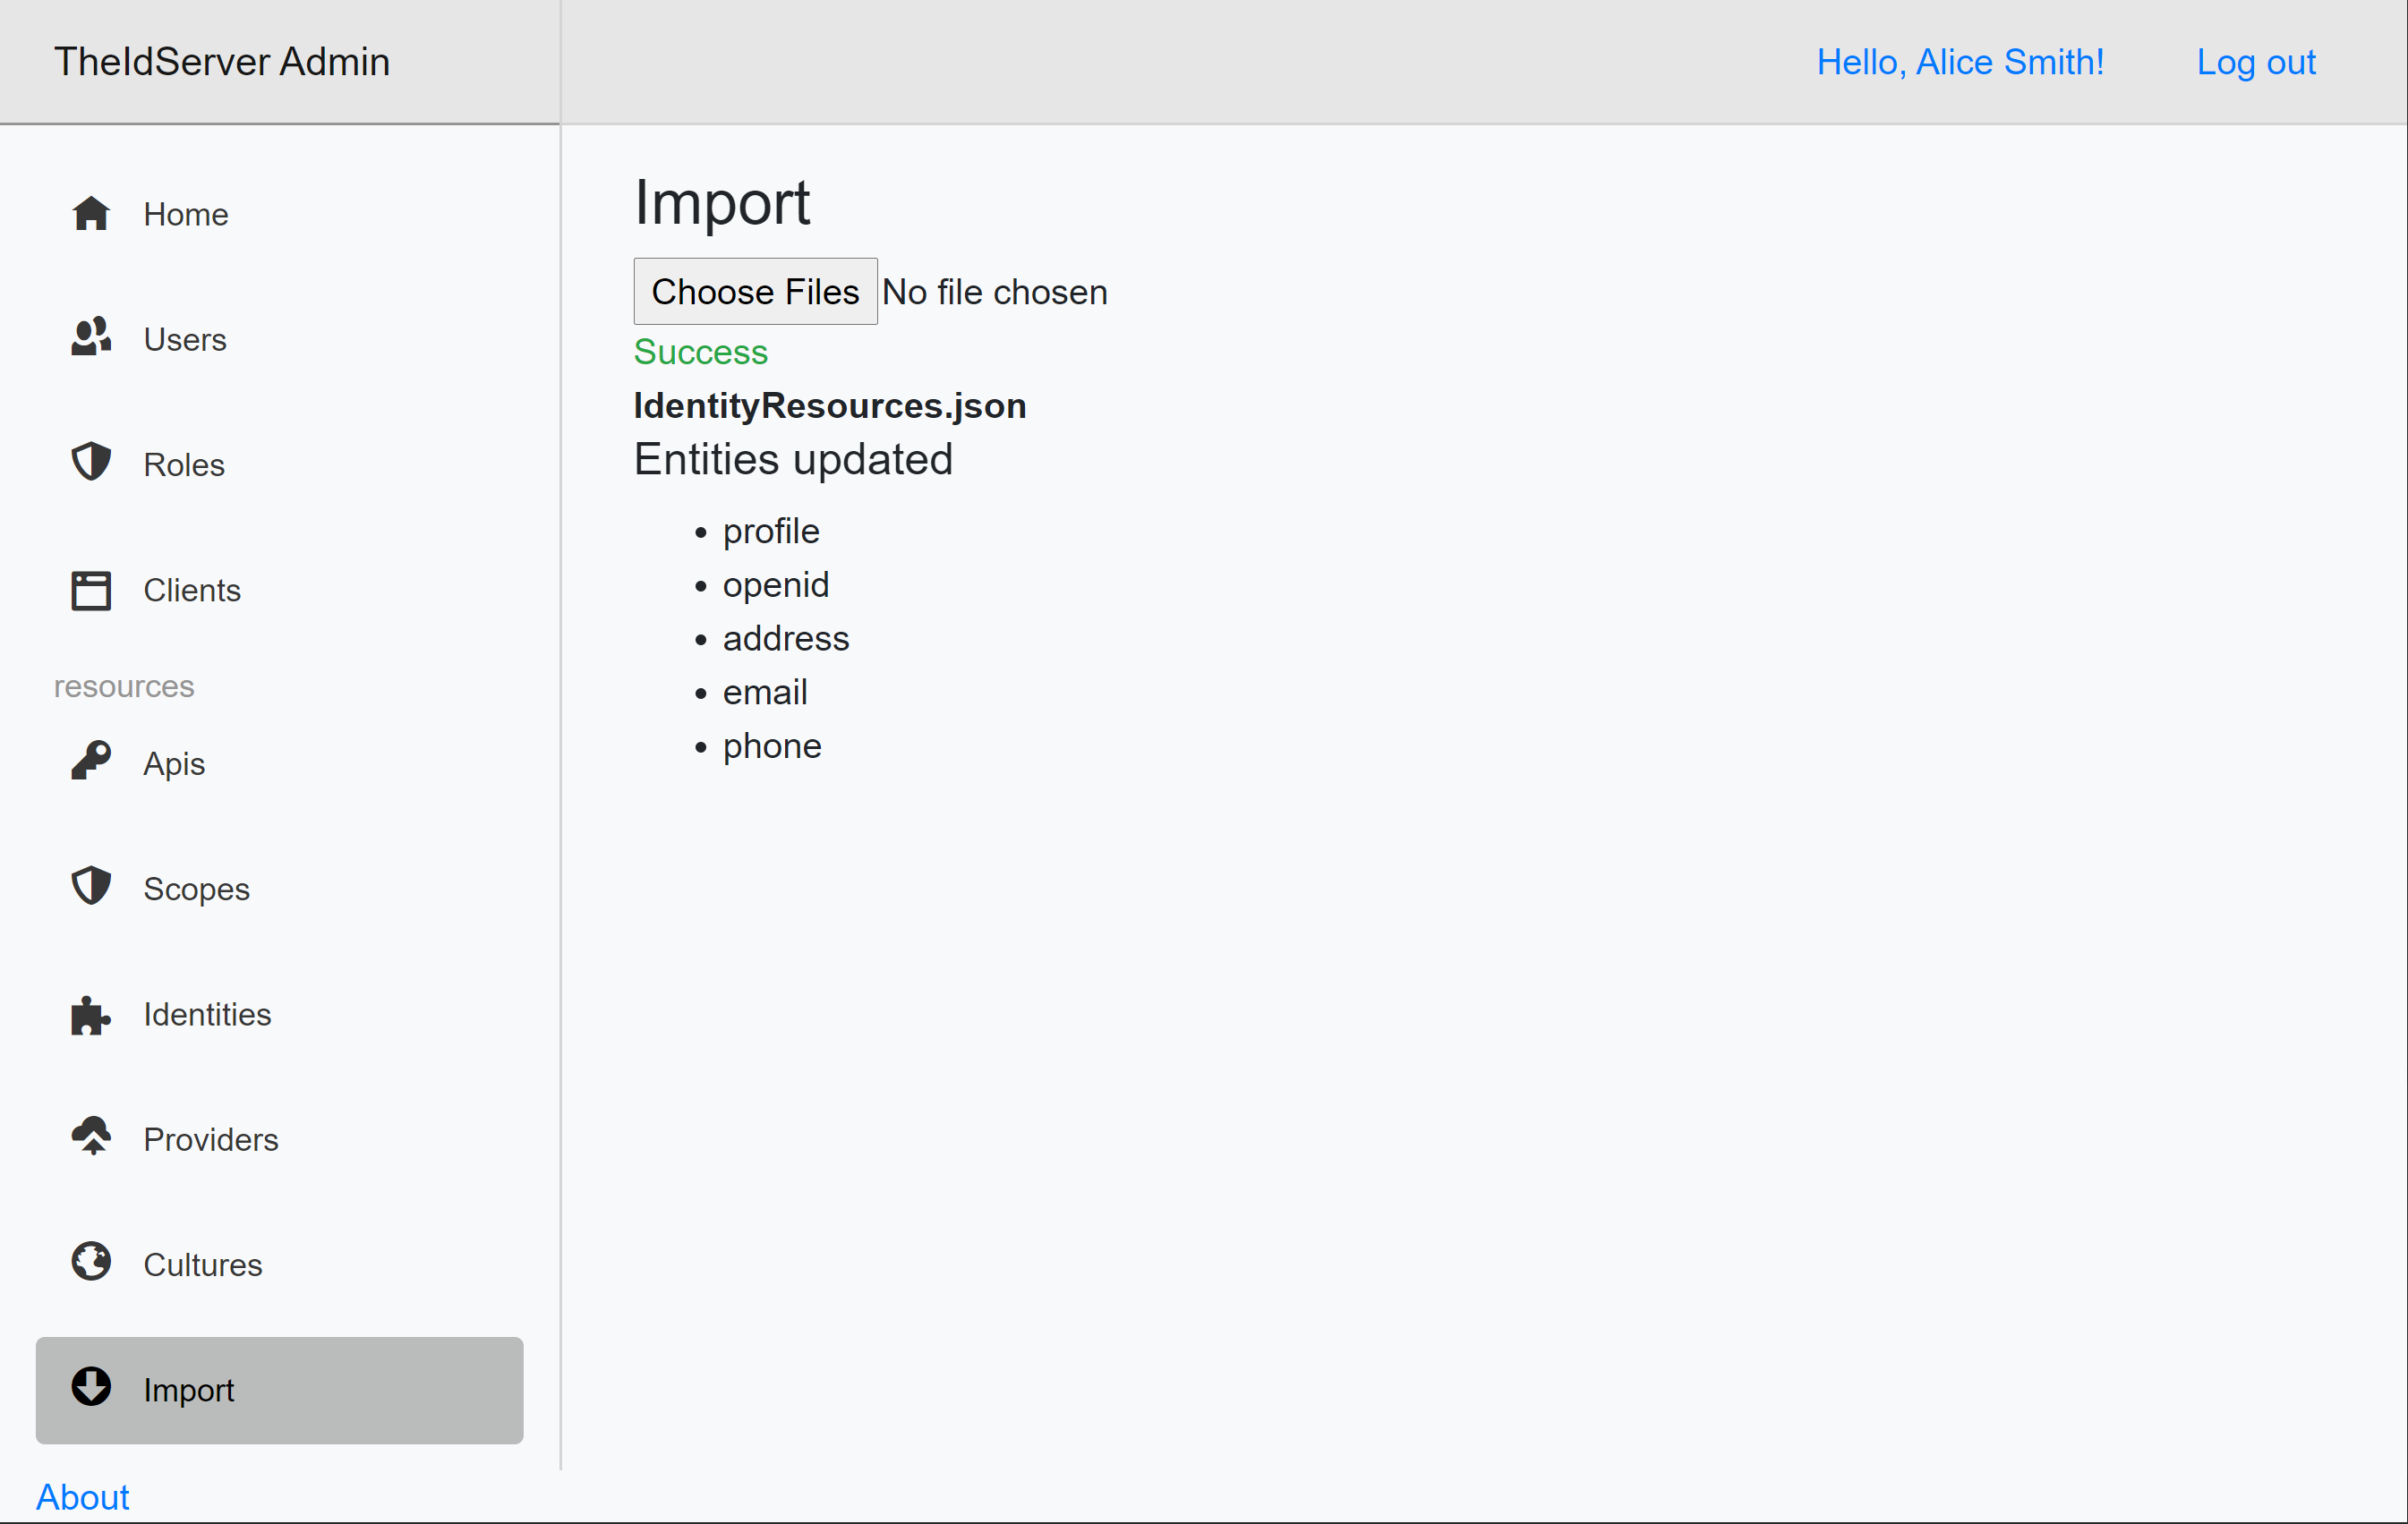 TheIdServer Admin
Hello, Alice Smith!
Log out
Home
Users
Roles
Clients
resources
Apis
Scopes
Identities
Providers
Cultures
Import
About
Import
Choose Files No file chosen
Success
IdentityResources.json
Entities updated
profile
openid
address
email
phone